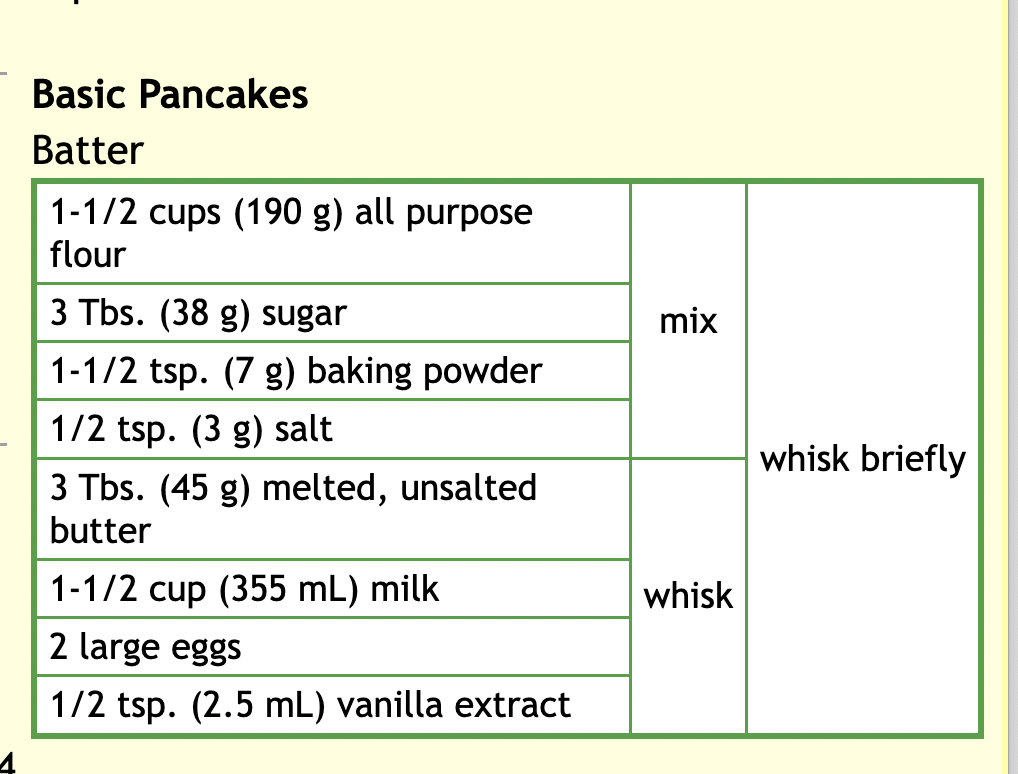 Basic Pancakes
Batter
1-1/2 cups (190 g) all purpose
flour
3 Tbs. (38 g) sugar
mix
1-1/2 tsp. (7 g) baking powder
1/2 tsp. (3 g) salt
whisk briefly
3 Tbs. (45 g) melted, unsalted
butter
1-1/2 cup (355 mL) milk
whisk
2 large eggs
1/2 tsp. (2.5 mL) vanilla extract
4